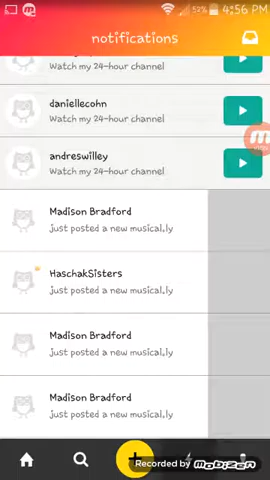 52% 4:56 PM
notifications
Watch my 24-hour channel
daniellecohn
Watch my 24-hour channel
andreswilley
Watch my 24-hour channel
Madison Bradford
just posted a new musical.ly
HaschakSisters
just posted a new musical.ly
Madison Bradford
just posted a new musical.ly
Madison Bradford
just posted a new musical.ly
Recorded by mobizen